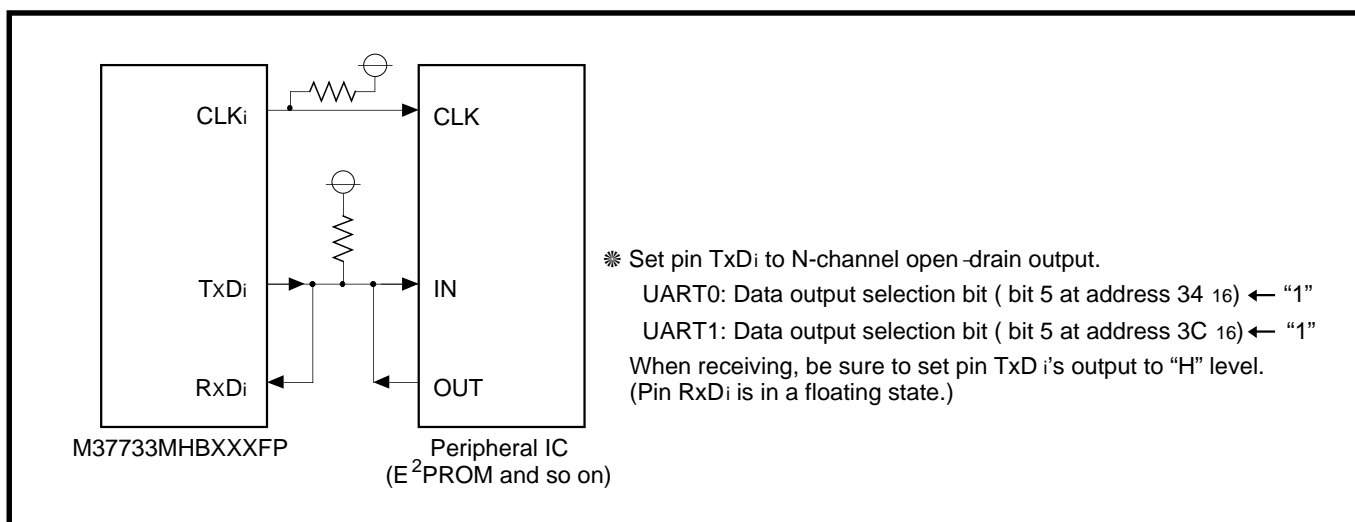 CLKi
CLK
TXDi
IN
RXDi
OUT
M37733MHBXXXFP
Peripheral IC
(E2PROM and so on)
❊ Set pin TxDi to N-channel open-drain output.
UART0: Data output selection bit ( bit 5 at address 34 16) ← “1”
UART1: Data output selection bit ( bit 5 at address 3C 16) ← “1”
When receiving, be sure to set pin TxD i’s output to “H” level.
(Pin RxDi is in a floating state.)